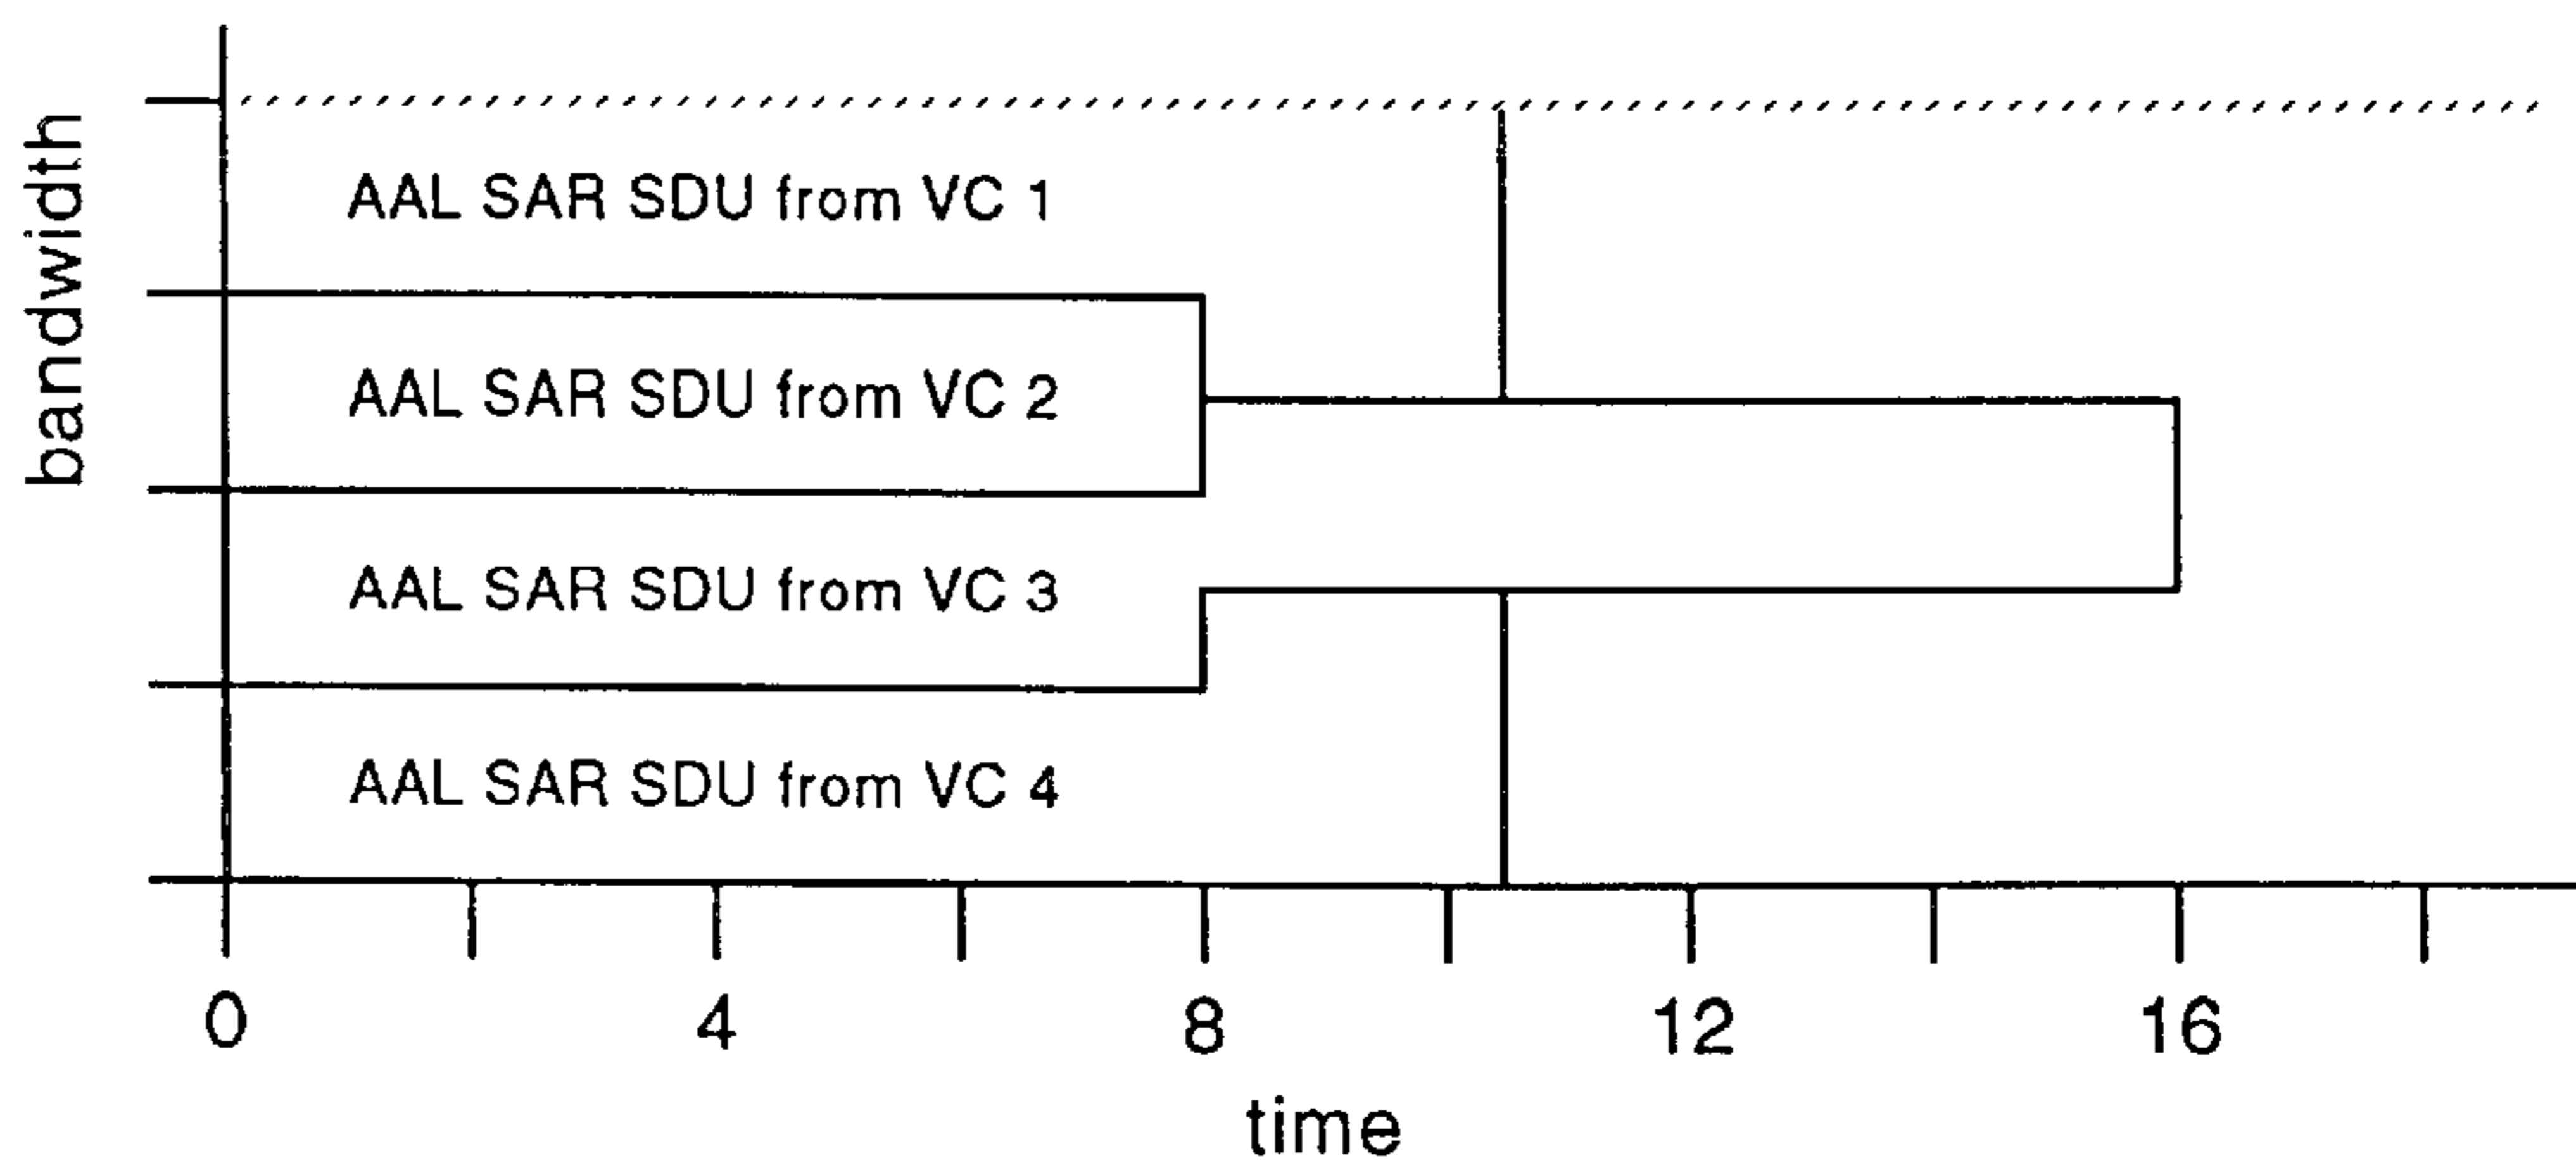 bandwidth
AAL SAR SDU from VC 1
AAL SAR SDU from VC 2
AAL SAR SDU from VC 3
AAL SAR SDU from VC 4
0 4 8 12 16
time